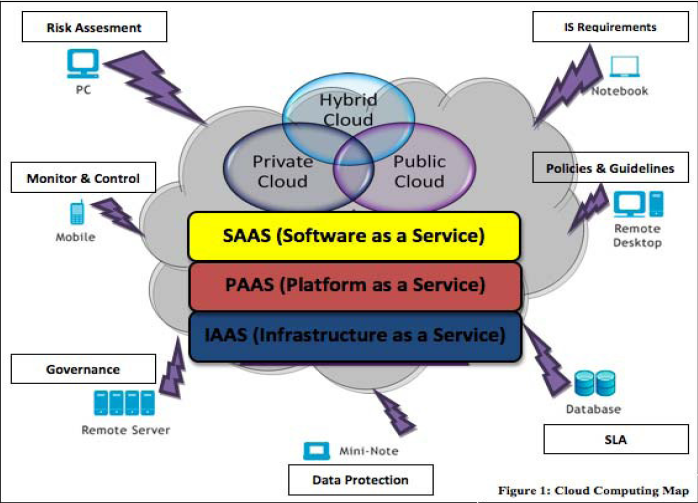 Risk Assesment
IS Requirements
PC
Notebook
Hybrid
Cloud
Private
Cloud
Public
Cloud
Monitor & Control
Policies & Guidelines
Mobile
Remote
Desktop
SAAS (Software as a Service)
PAAS (Platform as a Service)
IAAS (Infrastructure as a Service)
Governance
Remote Server
Database
SLA
Mini-Note
Data Protection
Figure 1: Cloud Computing Map